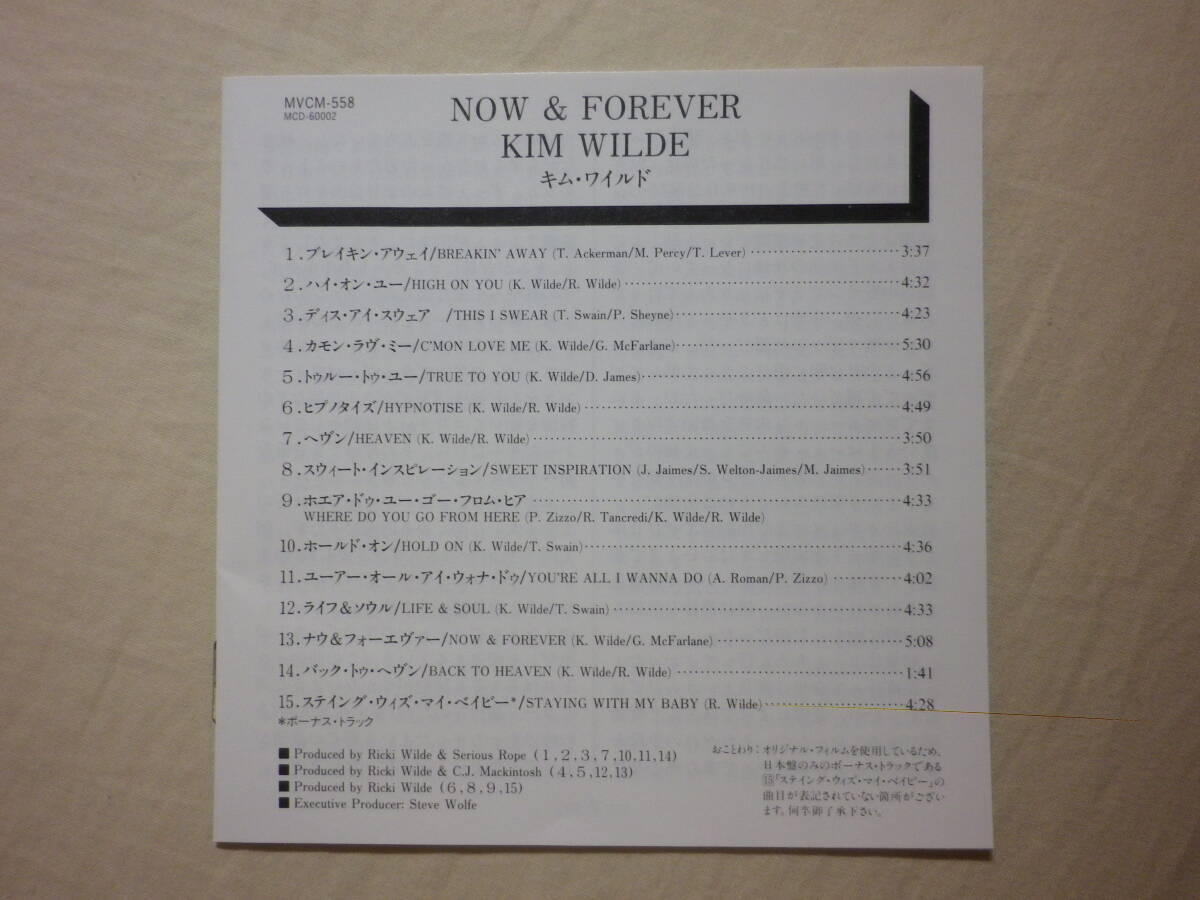 MVCM-558
MCD-60002
NOW & FOREVER
KIM WILDE
キム・ワイルド
1.ブレイキン・アウェイ/BREAKIN' AWAY (T. Ackerman/M. Percy/T. Lever) 3:37
2.ハイ・オン・ユー/HIGH ON YOU (K. Wilde/R. Wilde) 4:32
3.ディス・アイ・スウェア /THIS I SWEAR (T. Swain/P. Sheyne) 4:23
4.カモン・ラヴ・ミー/C'MON LOVE ME (K. Wilde/G. McFarlane) 5:30
5.トゥルー・トゥ・ユー/TRUE TO YOU (K. Wilde/D. James) 4:56
6.ヒプノタイズ/HYPNOTISE (K. Wilde/R. Wilde) 4:49
7.ヘヴン/HEAVEN (K. Wilde/R. Wilde) 3:50
8.スウィート・インスピレーション/SWEET INSPIRATION (J. Jaimes/S. Welton-Jaimes/M. Jaimes) 3:51
9.ホエア・ドゥ・ユー・ゴー・フロム・ヒア 4:33
WHERE DO YOU GO FROM HERE (P. Zizzo/R. Tancredi/K. Wilde/R. Wilde)
10.ホールド・オン/HOLD ON (K. Wilde/T. Swain) 4:36
11.ユーアー・オール・アイ・ウォナ・ドゥ/YOU'RE ALL I WANNA DO (A. Roman/P. Zizzo) 4:02
12.ライフ&ソウル/LIFE & SOUL (K. Wilde/T. Swain) 4:33
13.ナウ&フォーエヴァー/NOW & FOREVER (K. Wilde/G. McFarlane) 5:08
14.バック・トゥ・ヘヴン/BACK TO HEAVEN (K. Wilde/R. Wilde) 1:41
15.ステイング・ウィズ・マイ・ベイビー*/STAYING WITH MY BABY (R. Wilde) 4:28
*ボーナス・トラック
■ Produced by Ricki Wilde & Serious Rope (1,2,3,7,10,11,14)
■ Produced by Ricki Wilde & C.J. Mackintosh (4,5,12,13)
■ Produced by Ricki Wilde (6,8,9,15)
■ Executive Producer: Steve Wolfe
おことわり:オリジナル・フィルムを使用しているため、
日本盤のみのボーナス・トラックである
⑮「ステイング・ウィズ・マイ・ベイビー」の
曲目が表記されていない箇所がござい
ます。何卒御了承下さい。